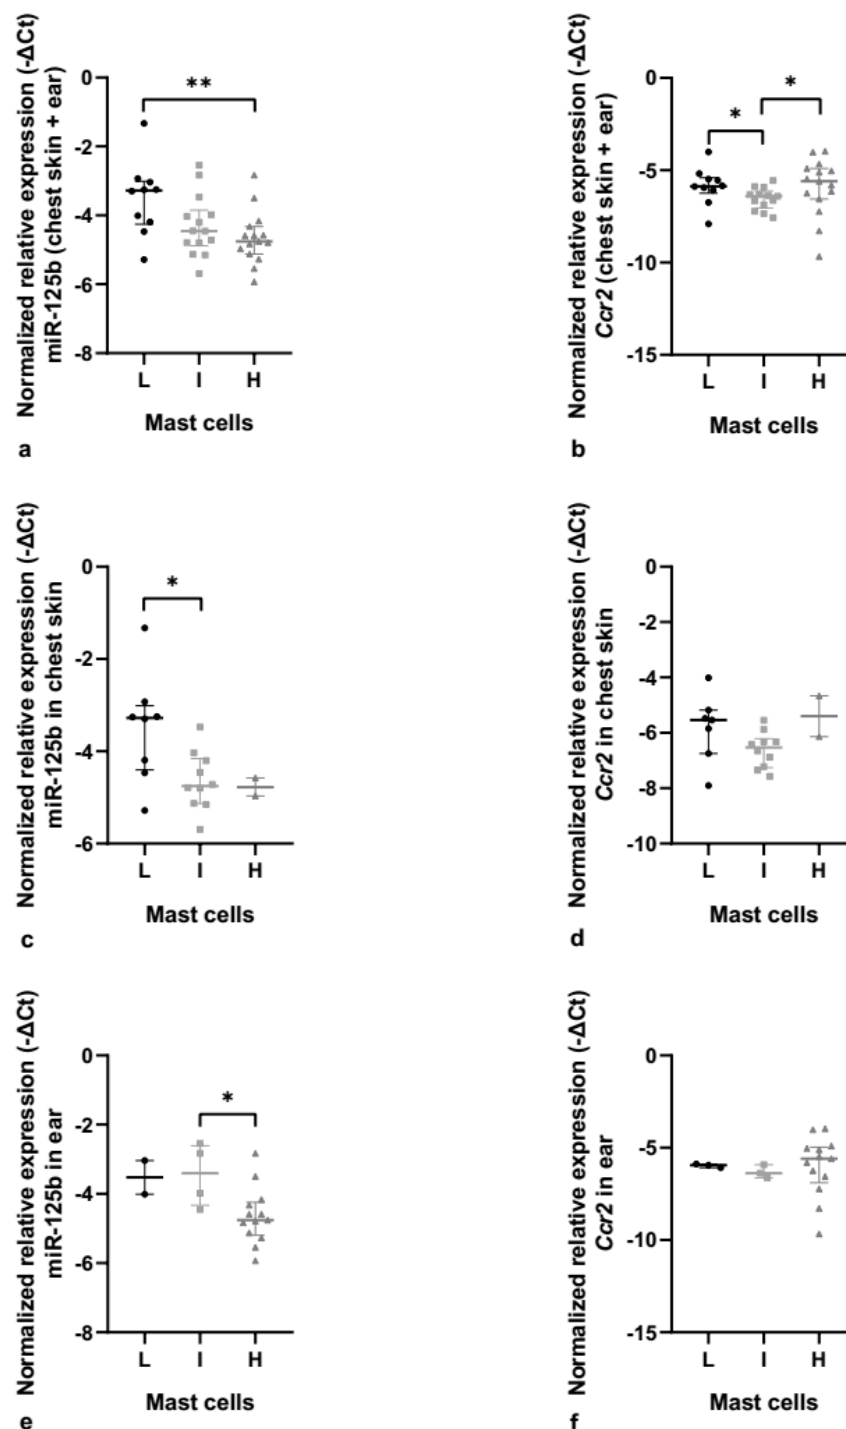 Normalized relative expression (-ΔCt)
miR-125b (chest skin + ear)
0
-2
-4
-6
-8
**
L I H
Mast cells
a
Normalized relative expression (-ΔCt)
Ccr2 (chest skin + ear)
0
-5
-10
-15
*
*
L I H
Mast cells
b
Normalized relative expression (-ΔCt)
miR-125b in chest skin
0
-2
-4
-6
*
L I H
Mast cells
c
Normalized relative expression (-ΔCt)
Ccr2 in chest skin
0
-2
-4
-6
-8
-10
L I H
Mast cells
d
Normalized relative expression (-ΔCt)
miR-125b in ear
0
-2
-4
-6
-8
*
L I H
Mast cells
e
Normalized relative expression (-ΔCt)
Ccr2 in ear
0
-5
-10
-15
L I H
Mast cells
f